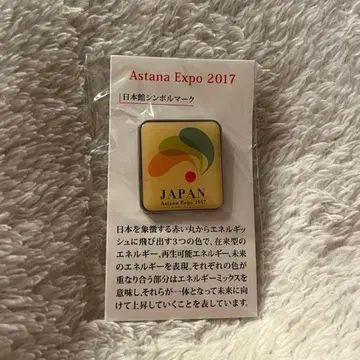 Astana Expo 2017
日本館シンボルマーク
JAPAN
Astana Expo 2017
日本を象徴する赤い丸からエネルギッ
シュに飛び出す3つの色で、在来型の
エネルギー、再生可能エネルギー、未来
のエネルギーを表現。それぞれの色が
重なり合う部分はエネルギーミックスを
意味し、それらが一体となって未来に向
けて上昇していくことを表しています。